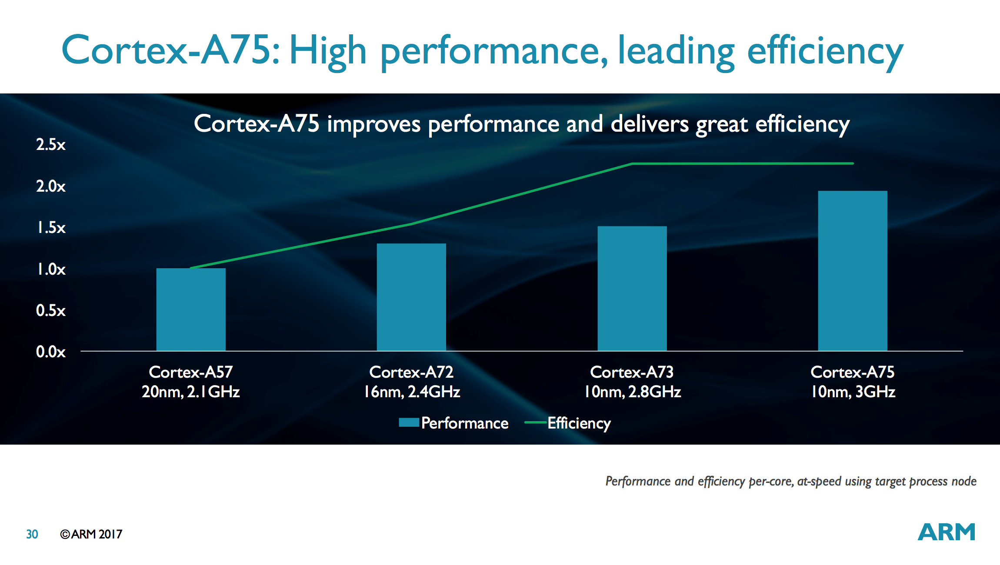 Cortex-A75: High performance, leading efficiency
Cortex-A75 improves performance and delivers great efficiency
2.5x
2.0x
1.5x
1.0x
0.5x
0.0x
Cortex-A57
20nm, 2.1GHz
Cortex-A72
16nm, 2.4GHz
Cortex-A73
10nm, 2.8GHz
Cortex-A75
10nm, 3GHz
Performance
Efficiency
Performance and efficiency per-core, at-speed using target process node
30
© ARM 2017
ARM